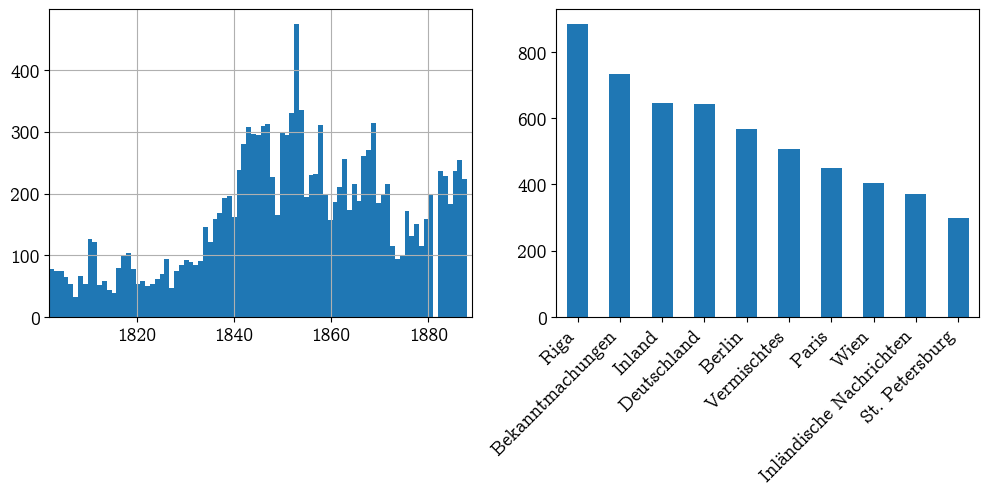 400
300
200
100
0
1820 1840 1860 1880
800
600
400
200
0
Riga
Bekanntmachungen
Inland
Deutschland
Berlin
Vermischtes
Paris
Wien
Inländische Nachrichten
St. Petersburg